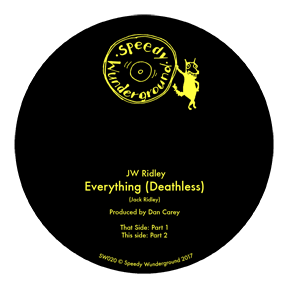 Speedy
Wunderground
JW Ridley
Everything (Deathless)
(Jack Ridley)
Produced by Dan Carey
That Side: Part 1
This side: Part 2
SW020 © Speedy Wunderground 2017